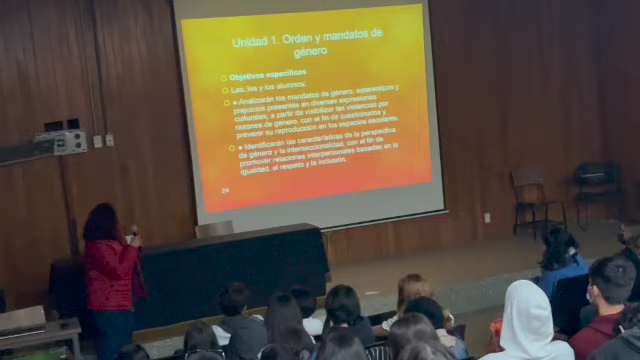 Unidad 1. Orden y mandatos de
género
Objetivos específicos
Las, les y los alumnos:
• Analizarán los mandatos de género, estereotipos y
prejuicios presentes en diversas expresiones
culturales, a partir de visibilizar las violencias por
razones de género, con el fin de cuestionarlos y
prevenir su reproducción en los espacios escolares.
• Identificarán las características de la perspectiva
de género y la interseccionalidad, con el fin de
promover relaciones interpersonales basadas en la
igualdad, el respeto y la inclusión.
24